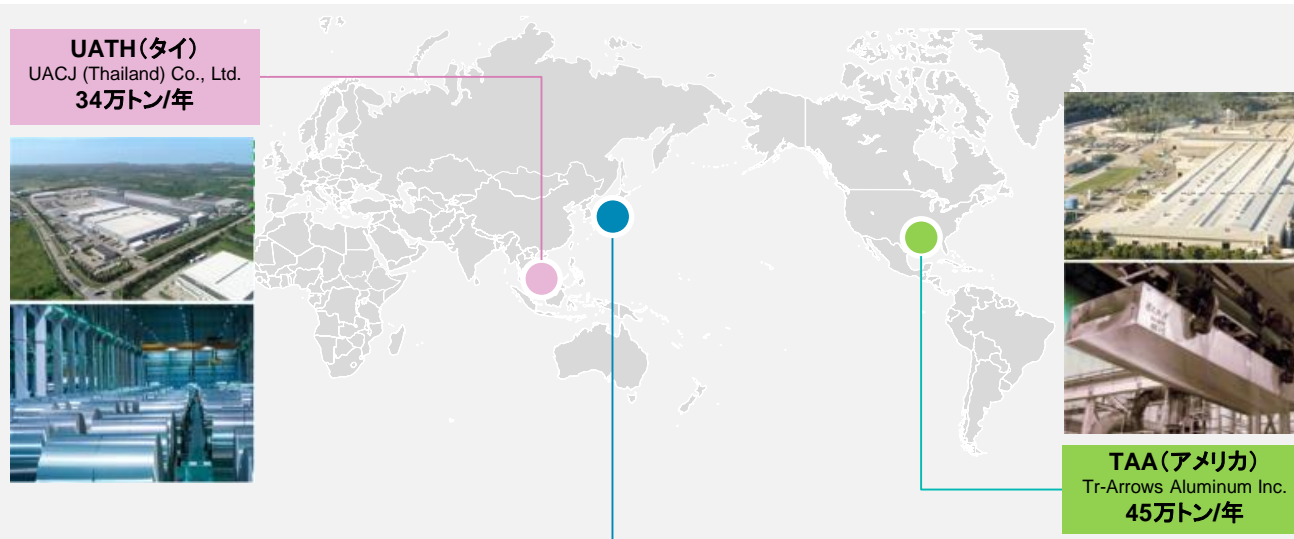 UATH（タイ）
UACJ (Thailand) Co., Ltd.
34万トン/年
TAA（アメリカ）
Tr-Arrows Aluminum Inc.
45万トン/年